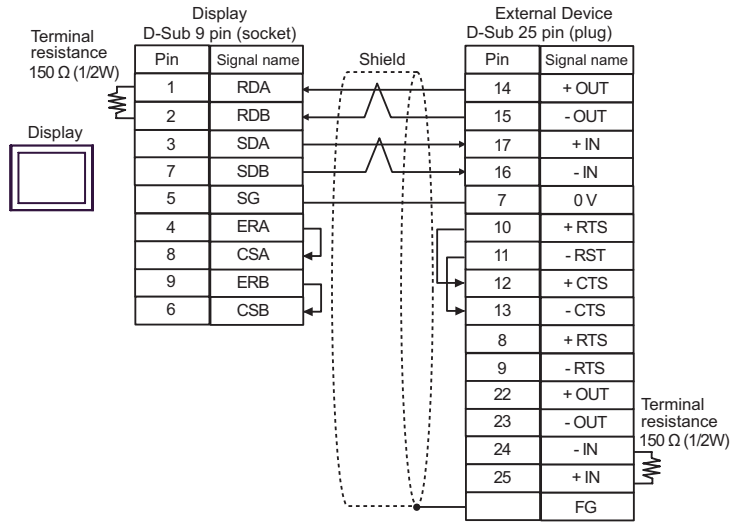 Display
D-Sub 9 pin (socket)
External Device
D-Sub 25 pin (plug)
Terminal
resistance
150 Ω (1/2W)
Display
Shield
Pin Signal name
1 RDA
2 RDB
3 SDA
7 SDB
5 SG
4 ERA
8 CSA
9 ERB
6 CSB
Pin Signal name
14 + OUT
15 - OUT
17 + IN
16 - IN
7 0 V
10 + RTS
11 - RST
12 + CTS
13 - CTS
8 + RTS
9 - RTS
22 + OUT
23 - OUT
24 - IN
25 + IN
FG
Terminal
resistance
150 Ω (1/2W)